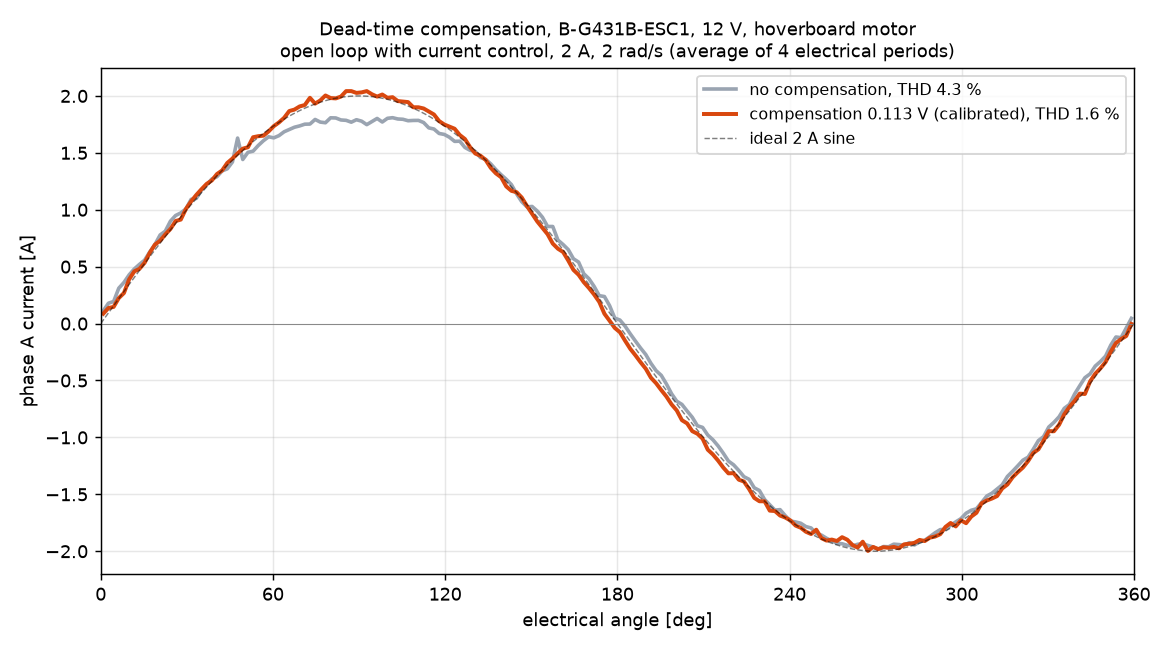 Dead-time compensation, B-G431B-ESC1, 12 V, hoverboard motor
open loop with current control, 2 A, 2 rad/s (average of 4 electrical periods)
no compensation, THD 4.3 %
compensation 0.113 V (calibrated), THD 1.6 %
ideal 2 A sine
phase A current [A]
2.0
1.5
1.0
0.5
0.0
−0.5
−1.0
−1.5
−2.0
0 60 120 180 240 300 360
electrical angle [deg]